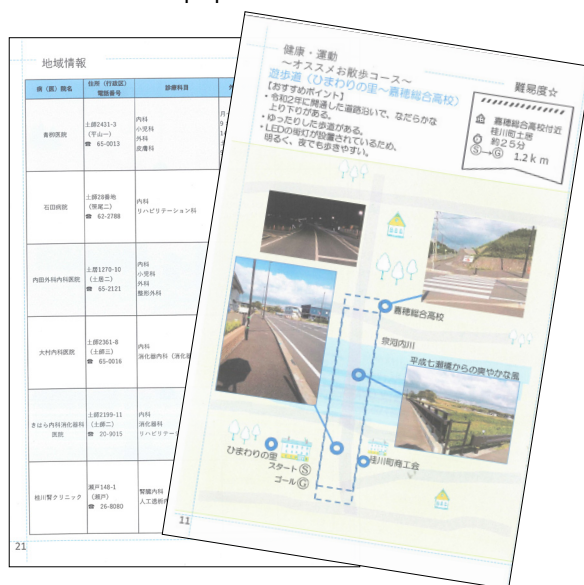 地域情報
病（医）院名
住所（行政区）
電話番号
診療科目
青柳医院
土師2431-3
（平山一）
☎ 65-0013
内科
小児科
外科
皮膚科
石田病院
土師28番地
（笹尾二）
☎ 62-2788
内科
リハビリテーション科
内田外科内科医院
土居1270-10
（土居二）
☎ 65-2121
内科
小児科
外科
整形外科
大村内科医院
土師2361-8
（土師三）
☎ 65-0016
内科
消化器内科（消化器
きはら内科消化器科
医院
土師2199-11
（土師二）
☎ 20-9015
内科
消化器科
リハビリテー
桂川腎クリニック
瀬戸148-1
（瀬戸）
☎ 26-8080
腎臓内科
人工透析
21
健康・運動
～オススメお散歩コース～
遊歩道（ひまわりの里～嘉穂総合高校）
【おすすめポイント】
・令和2年に開通した道路沿いで、なだらかな
上り下りがある。
・ゆったりした歩道がある。
・LEDの街灯が設置されているため、
明るく、夜でも歩きやすい。
難易度☆
嘉穂総合高校付近
桂川町土居
約２５分
Ⓢ→Ⓖ 1.2ｋｍ
嘉穂総合高校
泉河内川
平成七瀬橋からの爽やかな風
ひまわりの里
スタートⓈ
ゴールⒼ
桂川町商工会
11